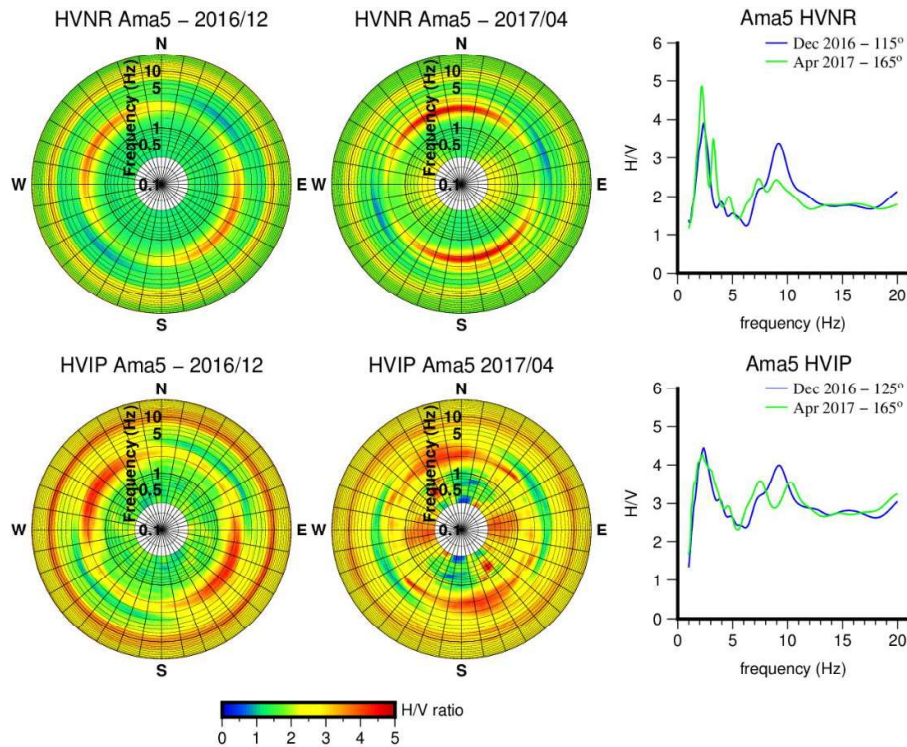 HVNR Ama5 – 2016/12
N
W
E
S
Frequency (Hz)
10
5
1
0.5
0.1
HVNR Ama5 – 2017/04
N
W
E
S
Frequency (Hz)
10
5
1
0.5
0.1
Ama5 HVNR
Dec 2016 – 115°
Apr 2017 – 165°
H/V
6
5
4
3
2
1
0
0 5 10 15 20
frequency (Hz)
HVIP Ama5 – 2016/12
N
W
E
S
Frequency (Hz)
10
5
1
0.5
0.1
HVIP Ama5 2017/04
N
W
E
S
Frequency (Hz)
10
5
1
0.5
0.1
Ama5 HVIP
Dec 2016 – 125°
Apr 2017 – 165°
H/V
6
5
4
3
2
1
0
0 5 10 15 20
frequency (Hz)
H/V ratio
0 1 2 3 4 5